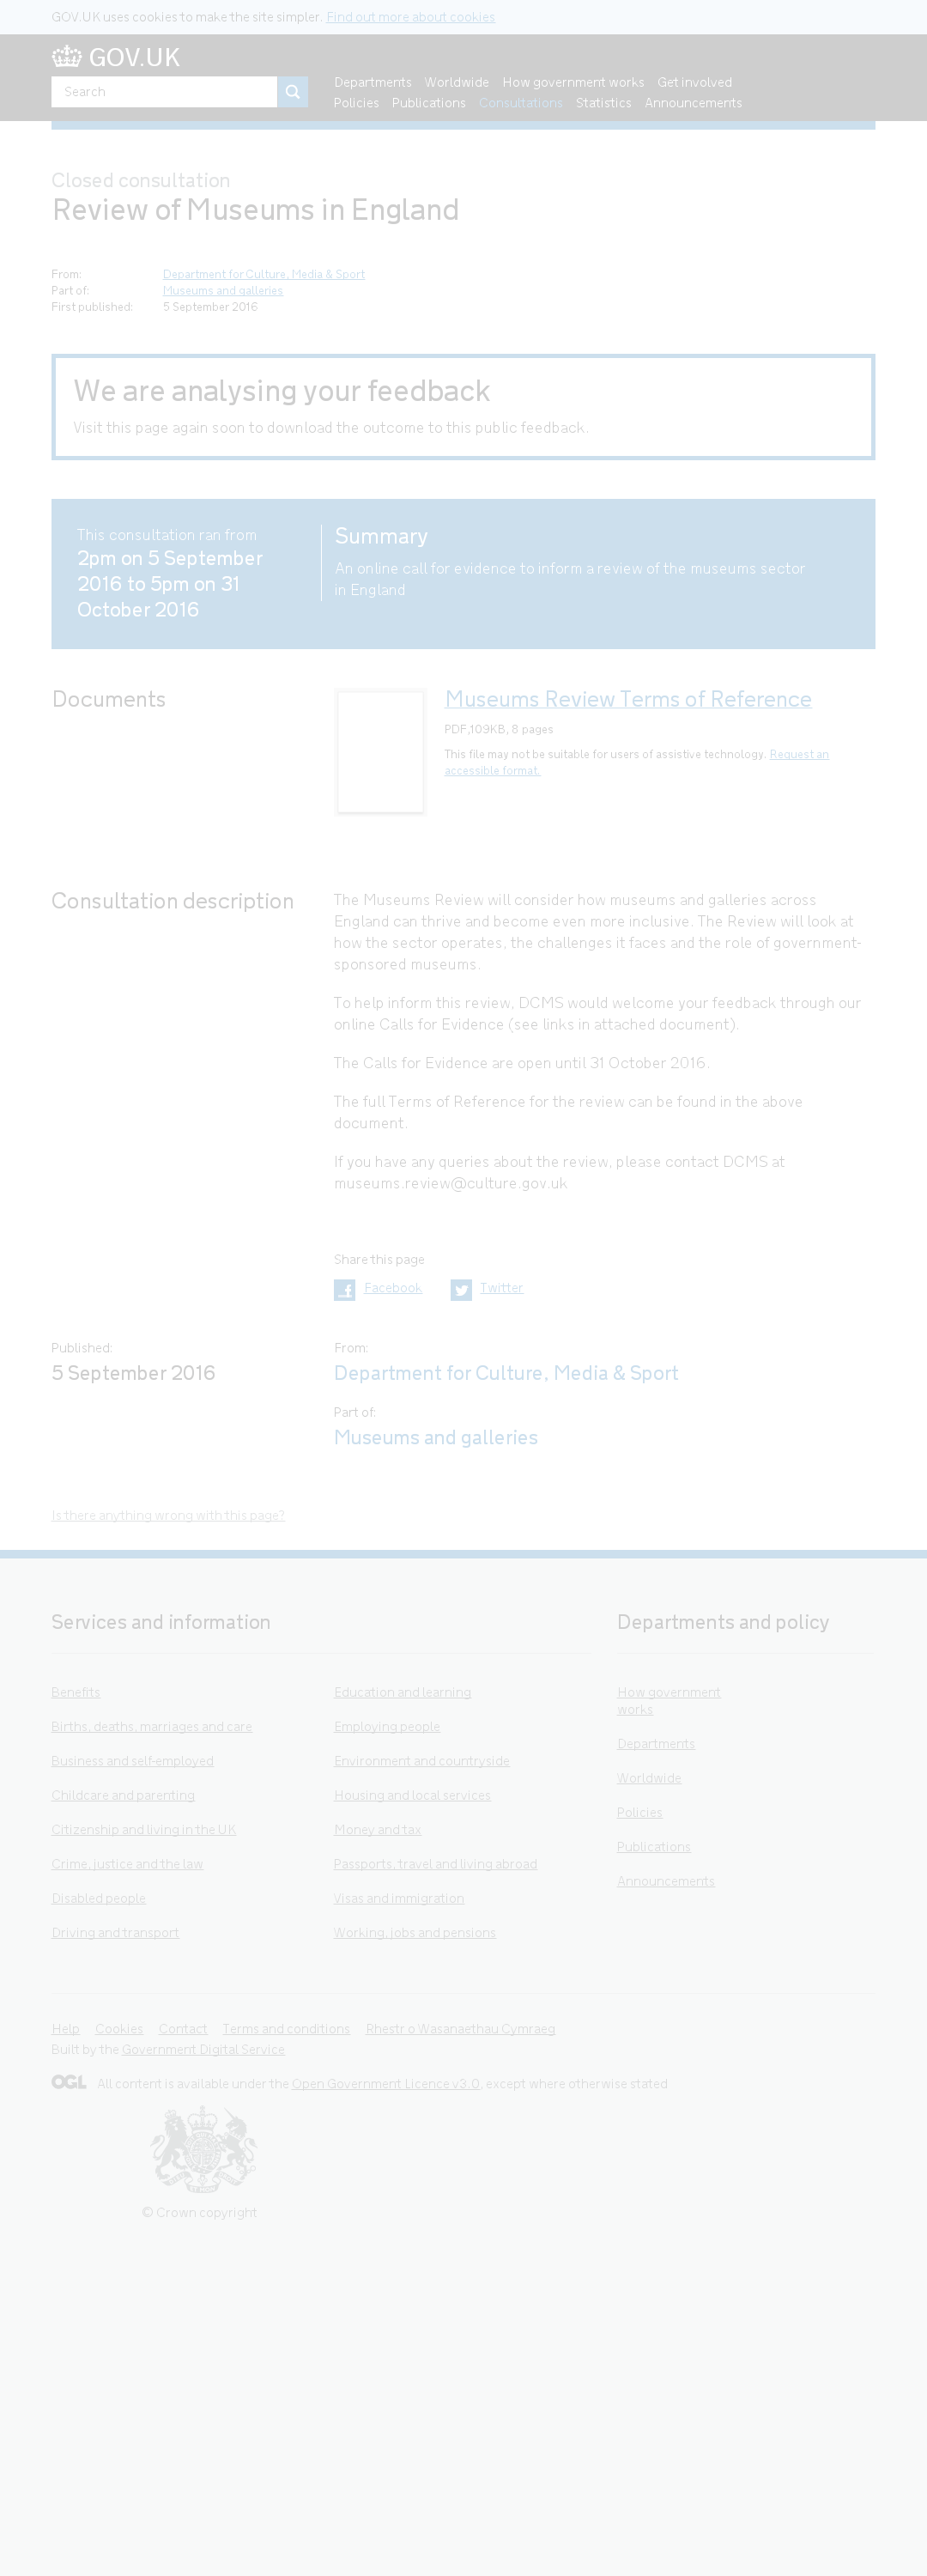 GOV.UK uses cookies to make the site simpler. Find out more about cookies
GOV.UK
Search
Departments Worldwide How government works Get involved
Policies Publications Consultations Statistics Announcements
Closed consultation
Review of Museums in England
From: Department for Culture, Media & Sport
Part of: Museums and galleries
First published: 5 September 2016
We are analysing your feedback
Visit this page again soon to download the outcome to this public feedback.
This consultation ran from
2pm on 5 September
2016 to 5pm on 31
October 2016
Summary
An online call for evidence to inform a review of the museums sector
in England
Documents
Museums Review Terms of Reference
PDF,109KB, 8 pages
This file may not be suitable for users of assistive technology. Request an
accessible format.
Consultation description
The Museums Review will consider how museums and galleries across
England can thrive and become even more inclusive. The Review will look at
how the sector operates, the challenges it faces and the role of government-
sponsored museums.
To help inform this review, DCMS would welcome your feedback through our
online Calls for Evidence (see links in attached document).
The Calls for Evidence are open until 31 October 2016.
The full Terms of Reference for the review can be found in the above
document.
If you have any queries about the review, please contact DCMS at
museums.review@culture.gov.uk
Share this page
Facebook Twitter
Published:
5 September 2016
From:
Department for Culture, Media & Sport
Part of:
Museums and galleries
Is there anything wrong with this page?
Services and information
Benefits
Births, deaths, marriages and care
Business and self-employed
Childcare and parenting
Citizenship and living in the UK
Crime, justice and the law
Disabled people
Driving and transport
Education and learning
Employing people
Environment and countryside
Housing and local services
Money and tax
Passports, travel and living abroad
Visas and immigration
Working, jobs and pensions
Departments and policy
How government
works
Departments
Worldwide
Policies
Publications
Announcements
Help Cookies Contact Terms and conditions Rhestr o Wasanaethau Cymraeg
Built by the Government Digital Service
OGL All content is available under the Open Government Licence v3.0, except where otherwise stated
© Crown copyright